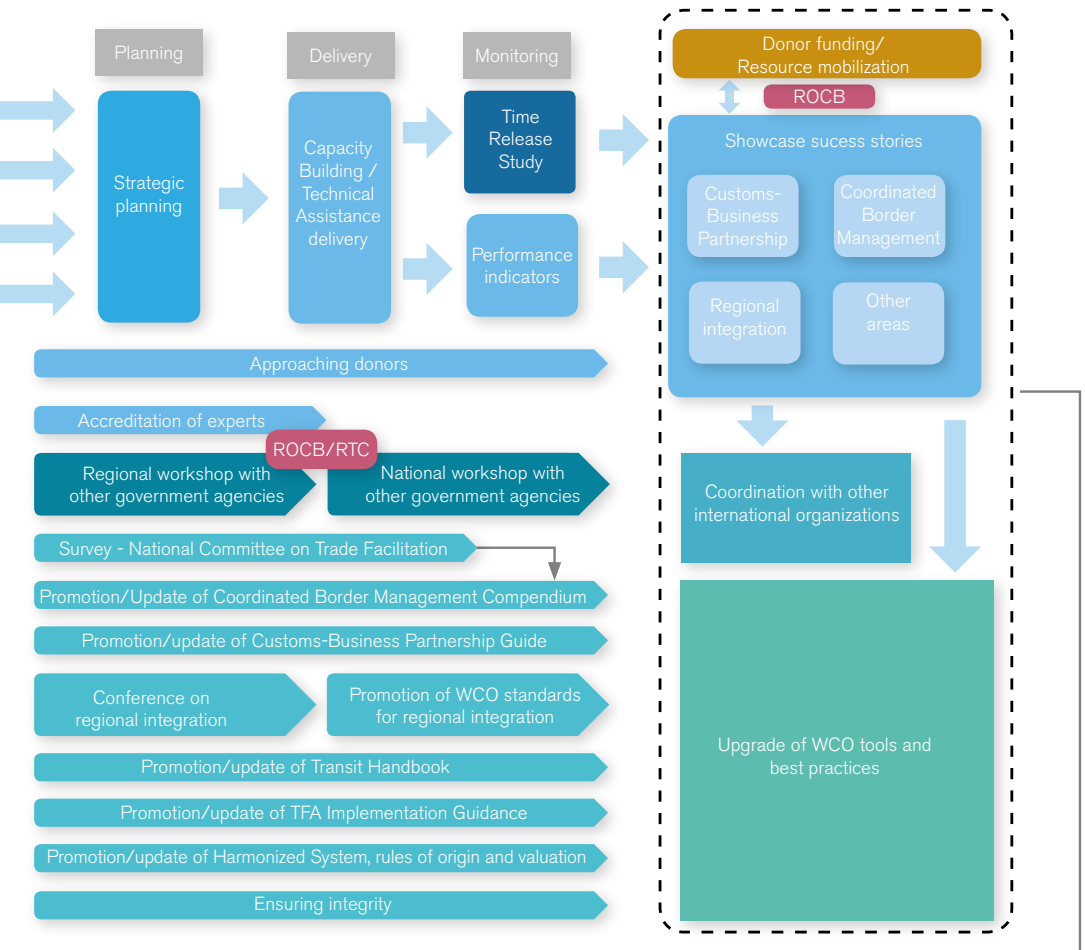 Planning
Delivery
Monitoring
Donor funding/
Resource mobilization
ROCB
Strategic
planning
Capacity
Building /
Technical
Assistance
delivery
Time
Release
Study
Performance
indicators
Showcase sucess stories
Customs-
Business
Partnership
Coordinated
Border
Management
Regional
integration
Other
areas
Approaching donors
Accreditation of experts
ROCB/RTC
Regional workshop with
other government agencies
National workshop with
other government agencies
Coordination with other
international organizations
Survey - National Committee on Trade Facilitation
Promotion/Update of Coordinated Border Management Compendium
Promotion/update of Customs-Business Partnership Guide
Conference on
regional integration
Promotion of WCO standards
for regional integration
Upgrade of WCO tools and
best practices
Promotion/update of Transit Handbook
Promotion/update of TFA Implementation Guidance
Promotion/update of Harmonized System, rules of origin and valuation
Ensuring integrity